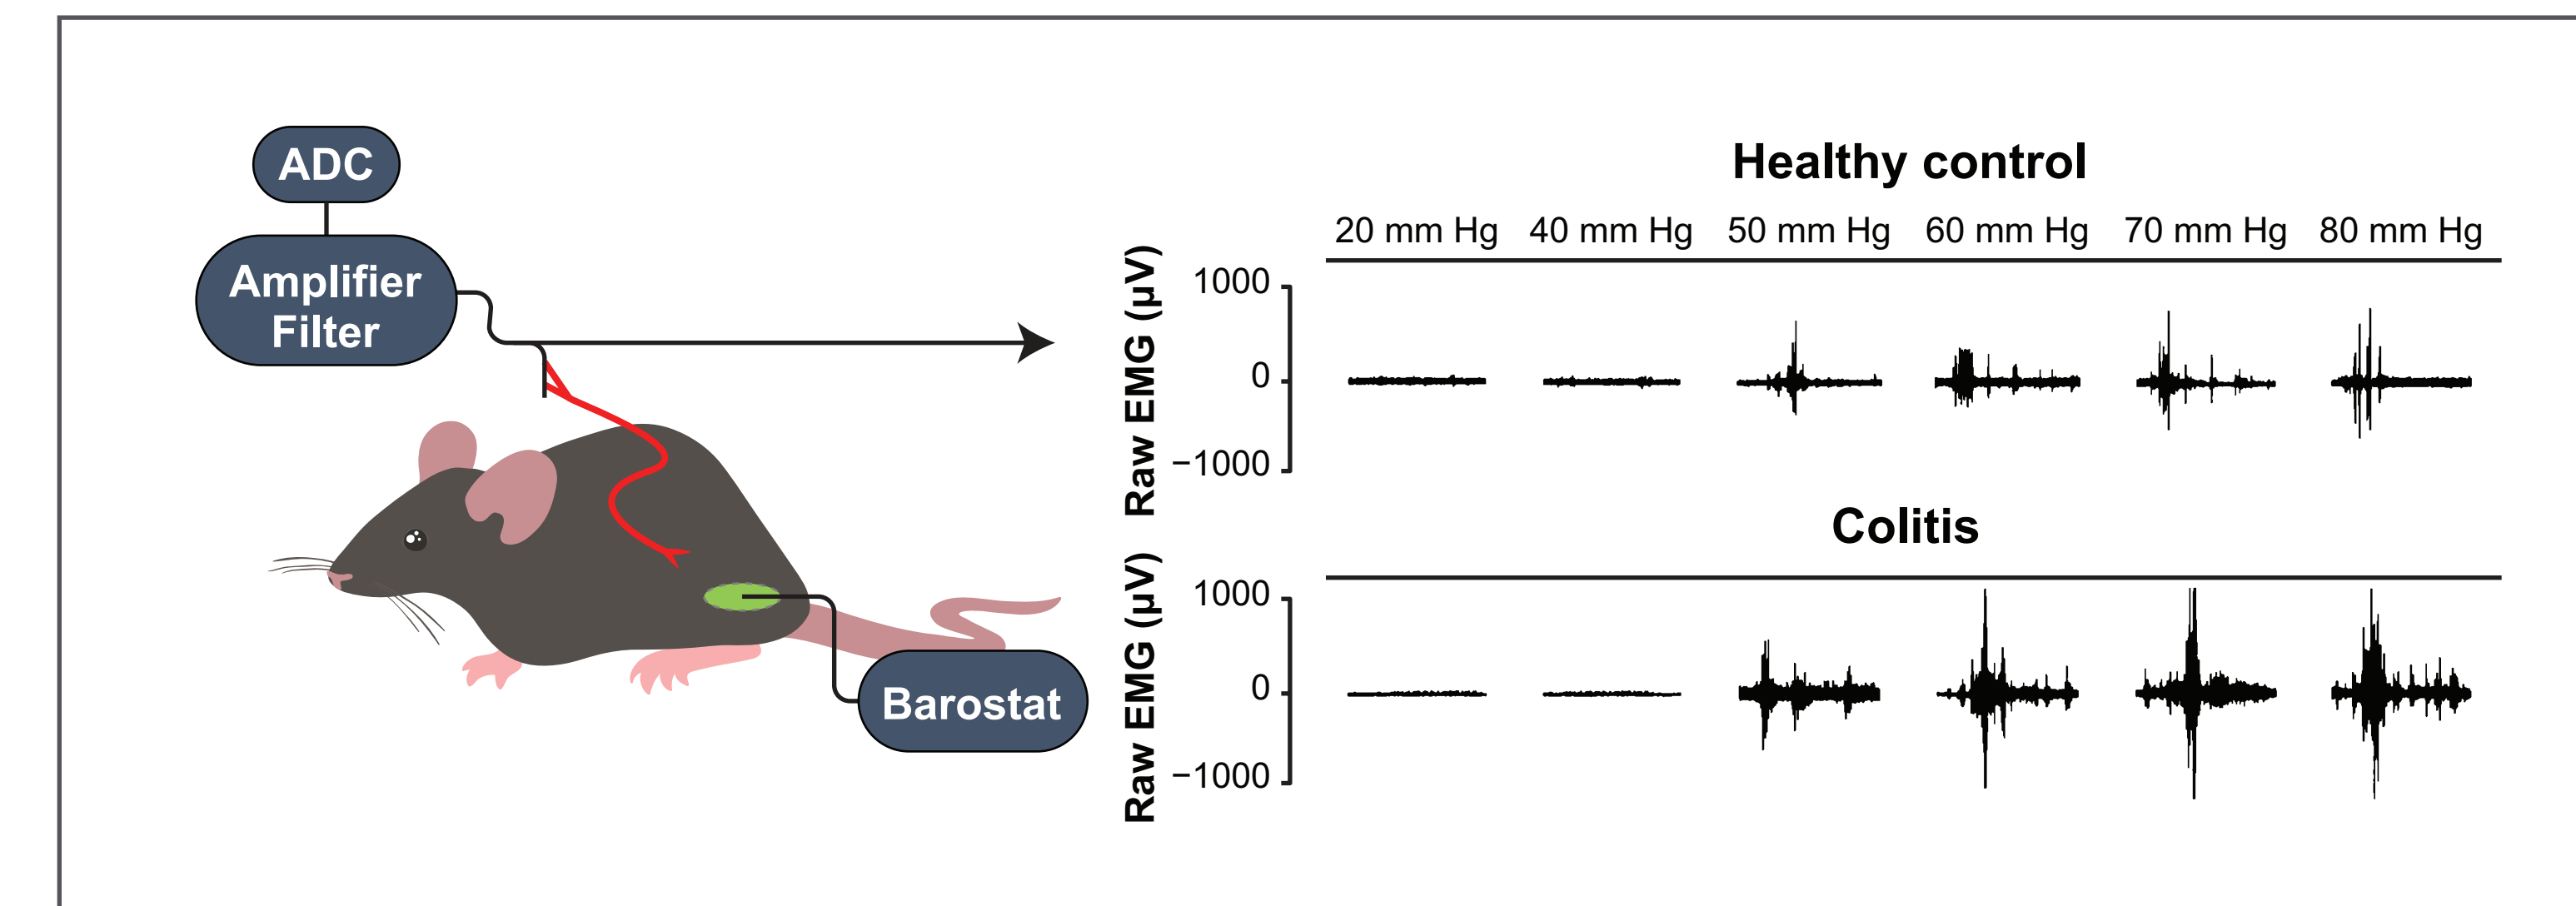 ADC
Amplifier
Filter
Barostat
Healthy control
20 mm Hg 40 mm Hg 50 mm Hg 60 mm Hg 70 mm Hg 80 mm Hg
Raw EMG (µV)
1000
0
−1000
Colitis
Raw EMG (µV)
1000
0
−1000